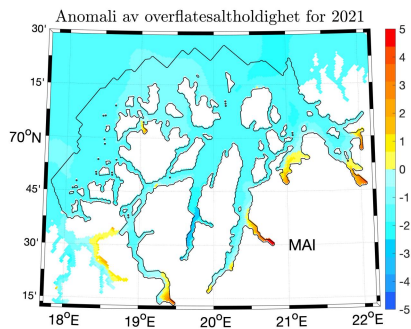 Anomali av overflatesaltholdighet for 2021
30'
15'
70°N
45'
30'
15'
MAI
18°E
19°E
20°E
21°E
22°E
5
4
3
2
1
0
-1
-2
-3
-4
-5